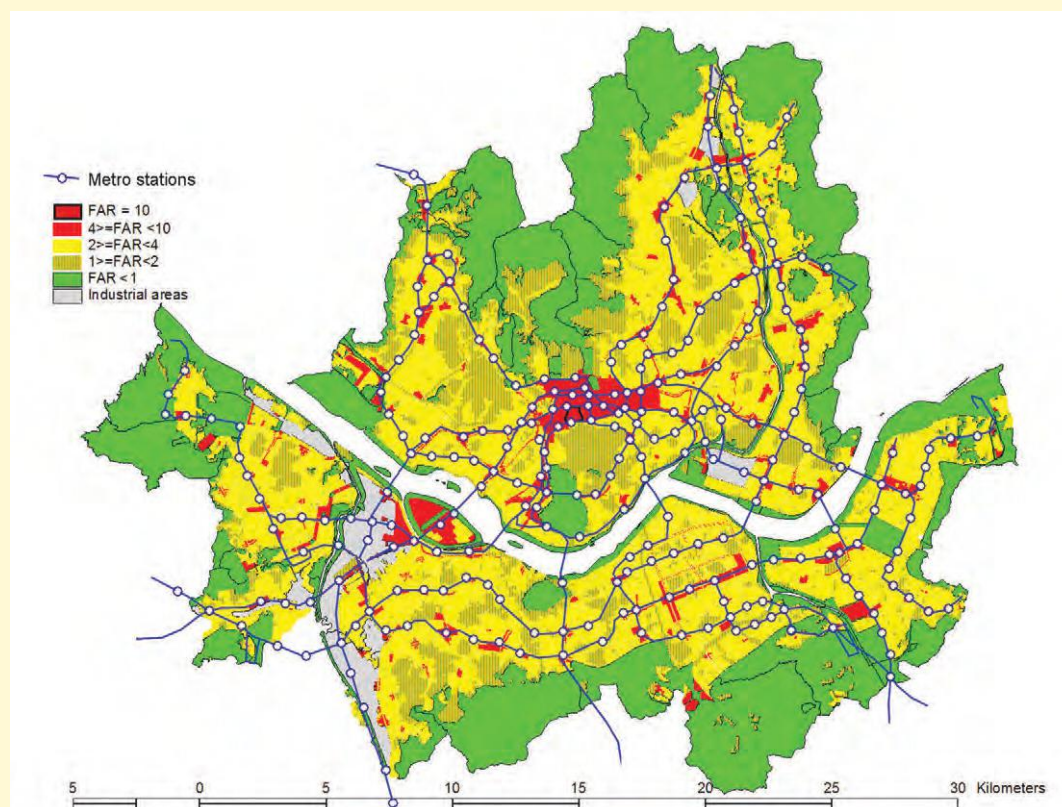 Metro stations
FAR = 10
4>=FAR <10
2>=FAR<4
1>=FAR<2
FAR <1
Industrial areas
5 0 5 10 15 20 25 30 Kilometers